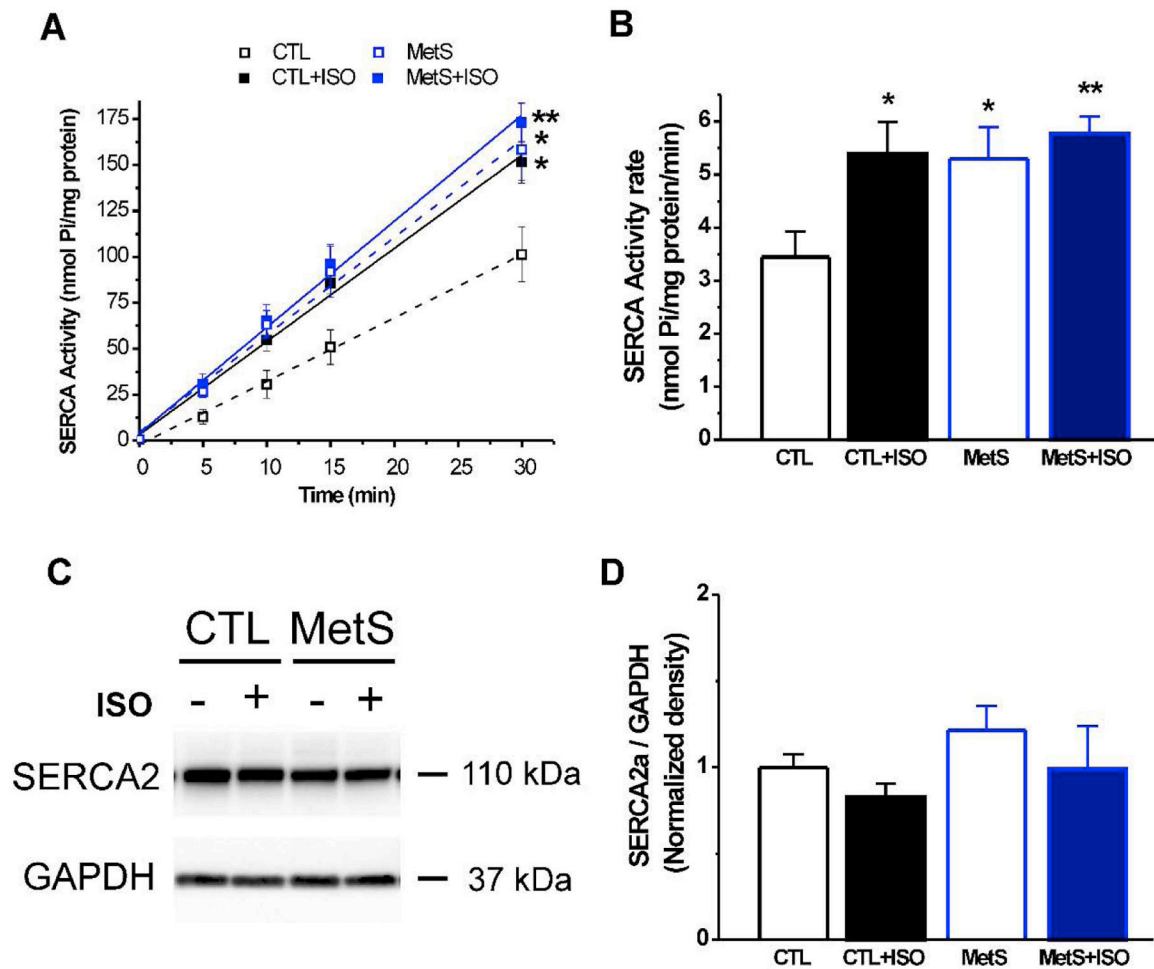 A
CTL
MetS
CTL+ISO
MetS+ISO
SERCA Activity (nmol Pi/mg protein)
175
150
125
100
75
50
25
0
**
*
*
0 5 10 15 20 25 30
Time (min)
B
SERCA Activity rate
(nmol Pi/mg protein/min)
6
5
4
3
2
1
0
* * **
CTL CTL+ISO MetS MetS+ISO
C
CTL MetS
ISO - + - +
SERCA2 110 kDa
GAPDH 37 kDa
D
SERCA2a / GAPDH
(Normalized density)
2
1
0
CTL CTL+ISO MetS MetS+ISO